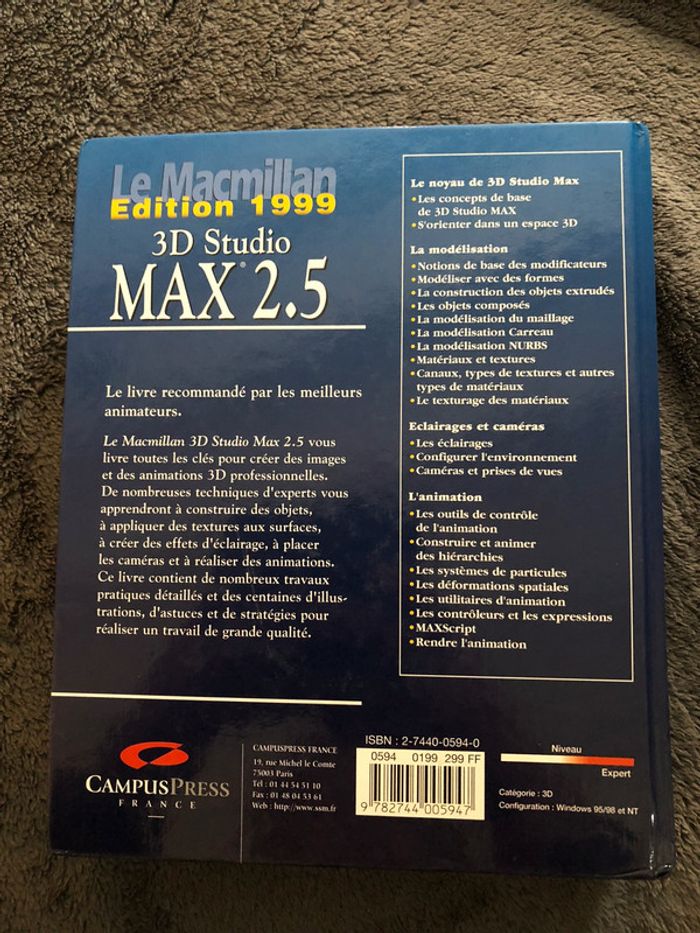 Le Macmillan
Edition 1999
3D Studio
MAX® 2.5
Le livre recommandé par les meilleurs
animateurs.
Le Macmillan 3D Studio Max 2.5 vous
livre toutes les clés pour créer des images
et des animations 3D professionnelles.
De nombreuses techniques d'experts vous
apprendront à construire des objets,
à appliquer des textures aux surfaces,
à créer des effets d'éclairage, à placer
les caméras et à réaliser des animations.
Ce livre contient de nombreux travaux
pratiques détaillés et des centaines d'illus-
trations, d'astuces et de stratégies pour
réaliser un travail de grande qualité.
Le noyau de 3D Studio Max
• Les concepts de base
de 3D Studio MAX
• S'orienter dans un espace 3D
La modélisation
• Notions de base des modificateurs
• Modéliser avec des formes
• La construction des objets extrudés
• Les objets composés
• La modélisation du maillage
• La modélisation Carreau
• La modélisation NURBS
• Matériaux et textures
• Canaux, types de textures et autres
types de matériaux
• Le texturage des matériaux
Eclairages et caméras
• Les éclairages
• Configurer l'environnement
• Caméras et prises de vues
L'animation
• Les outils de contrôle
de l'animation
• Construire et animer
des hiérarchies
• Les systèmes de particules
• Les déformations spatiales
• Les utilitaires d'animation
• Les contrôleurs et les expressions
• MAXScript
• Rendre l'animation
CAMPUSPRESS
FRANCE
CAMPUSPRESS FRANCE
19, rue Michel le Comte
75003 Paris
Tél : 01 44 54 51 10
Fax : 01 48 04 53 61
Web : http://www.ssm.fr
ISBN : 2-7440-0594-0
0594 0199 299 FF
9 782744 005947
Niveau
Expert
Catégorie : 3D
Configuration : Windows 95/98 et NT